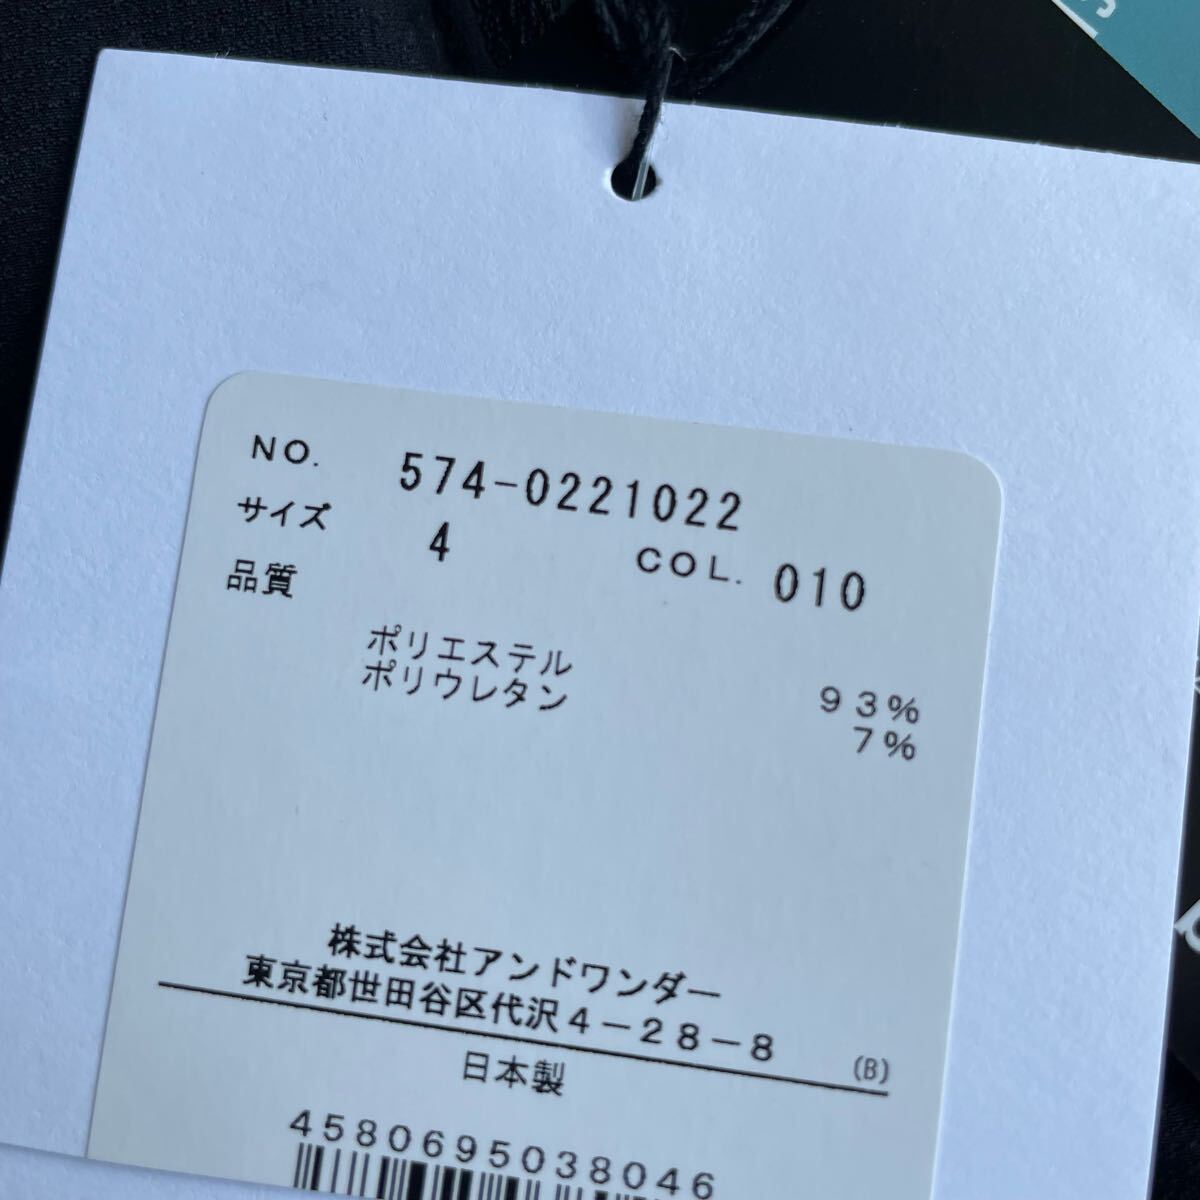 NO. 574-0221022
サイズ 4 COL. 010
品質
ポリエステル 93%
ポリウレタン 7%
株式会社アンドワンダー
東京都世田谷区代沢4-28-8 (B)
日本製
4580695038046